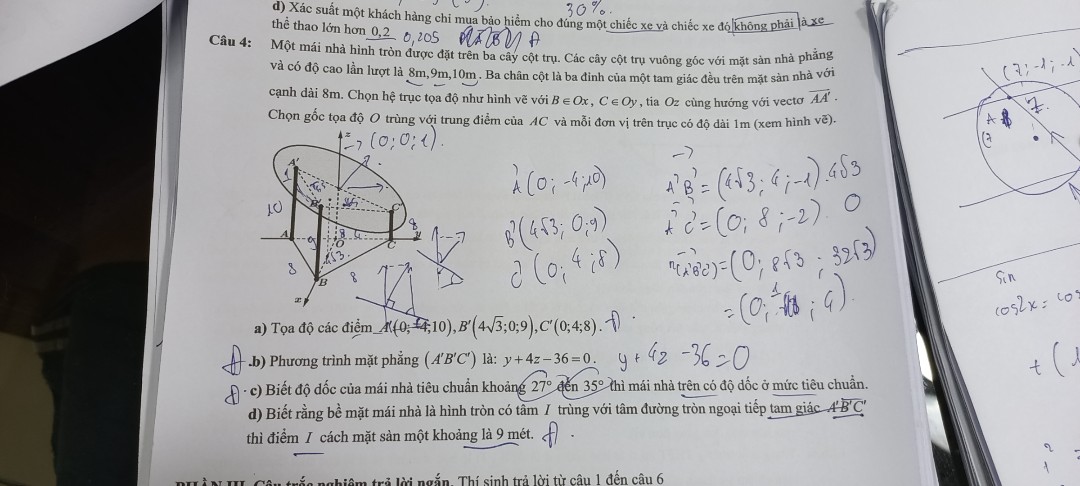 d) Xác suất một khách hàng chỉ mua bảo hiểm cho đúng một chiếc xe và chiếc xe đó không phải là xe
thể thao lớn hơn 0,2
30%
0,205
Câu 4: Một mái nhà hình tròn được đặt trên ba cây cột trụ. Các cây cột trụ vuông góc với mặt sàn nhà phẳng
và có độ cao lần lượt là 8m,9m,10m. Ba chân cột là ba đỉnh của một tam giác đều trên mặt sàn nhà với
cạnh dài 8m. Chọn hệ trục tọa độ như hình vẽ với B ∈ Ox, C ∈ Oy, tia Oz cùng hướng với vectơ AA'.
Chọn gốc tọa độ O trùng với trung điểm của AC và mỗi đơn vị trên trục có độ dài 1m (xem hình vẽ).
z
(0;0;1).
A'
B'
C'
10
9
8
A
O
C
y
8
8
B
x
A'(0;-4;10)
B'(4√3;0;9)
C'(0;4;8)
A'B' = (4√3;4;-1).4√3
A'C' = (0;8;-2) 0
n(A'B'C') = (0;8√3;32√3)
= (0;1;4).
a) Tọa độ các điểm A'(0;-4;10), B'(4√3;0;9), C'(0;4;8).
b) Phương trình mặt phẳng (A'B'C') là: y+4z-36=0.
y+4z-36=0
c) Biết độ dốc của mái nhà tiêu chuẩn khoảng 27° đến 35° thì mái nhà trên có độ dốc ở mức tiêu chuẩn.
d) Biết rằng bề mặt mái nhà là hình tròn có tâm I trùng với tâm đường tròn ngoại tiếp tam giác A'B'C'
thì điểm I cách mặt sàn một khoảng là 9 mét.
PHẦN III. Câu trắc nghiệm trả lời ngắn. Thí sinh trả lời từ câu 1 đến câu 6
(7;-1;-1)
A
I
Sin
cos2x = cos